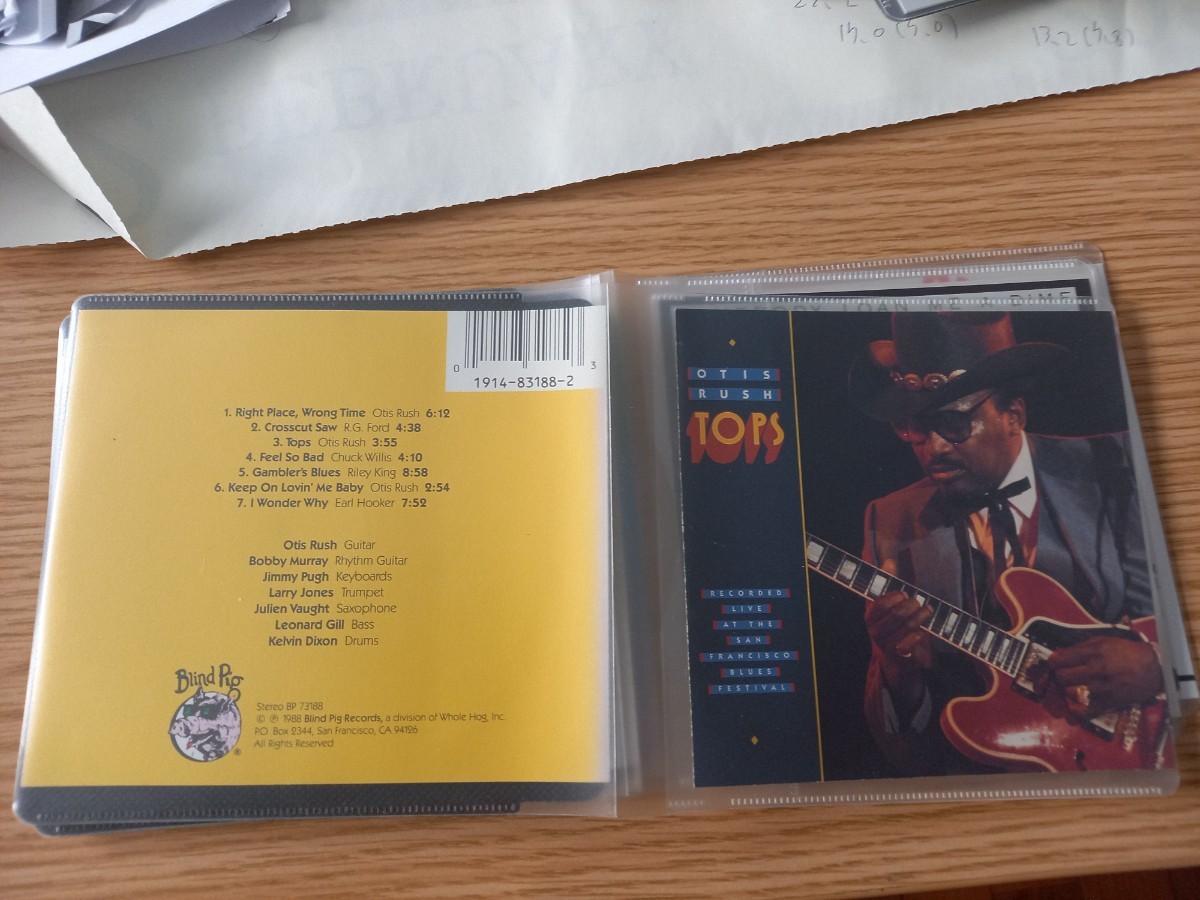 15.0 (5.0)
FEBRUARY
0 1914-83188-2 3
1. Right Place, Wrong Time Otis Rush 6:12
2. Crosscut Saw R.G. Ford 4:38
3. Tops Otis Rush 3:55
4. Feel So Bad Chuck Willis 4:10
5. Gambler's Blues Riley King 8:58
6. Keep On Lovin' Me Baby Otis Rush 2:54
7. I Wonder Why Earl Hooker 7:52
Otis Rush Guitar
Bobby Murray Rhythm Guitar
Jimmy Pugh Keyboards
Larry Jones Trumpet
Julien Vaught Saxophone
Leonard Gill Bass
Kelvin Dixon Drums
Blind Pig
®
Stereo BP 73188
© ℗ 1988 Blind Pig Records, a division of Whole Hog, Inc.
P.O. Box 2344, San Francisco, CA 94126
All Rights Reserved
LOAN ME A DIME
OTIS
RUSH
TOPS
RECORDED
LIVE
AT THE
SAN
FRANCISCO
BLUES
FESTIVAL